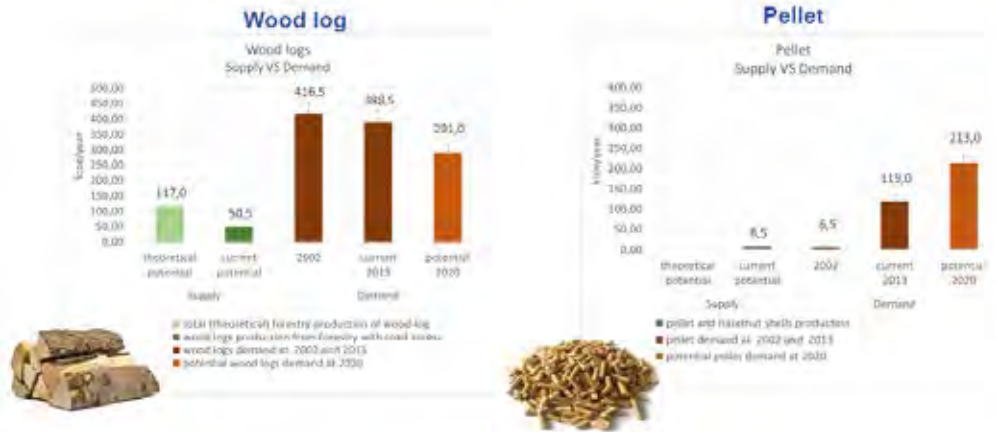 Wood log
Wood logs
Supply VS Demand
500,00
450,00
400,00
350,00
300,00
250,00
200,00
150,00
100,00
50,00
0,00
ktoe/year
117,0
50,5
416,5
388,5
291,0
theoretical potential
current potential
2002
current 2013
potential 2020
Supply
Demand
total (theoretical) forestry production of wood-log
wood logs production from forestry with road access
wood logs demand at 2002 and 2013
potential wood logs demand at 2020
Pellet
Pellet
Supply VS Demand
400,00
350,00
300,00
250,00
200,00
150,00
100,00
50,00
0,00
ktoe/year
8,5
6,5
119,0
213,0
theoretical potential
current potential
2002
current 2013
potential 2020
Supply
Demand
pellet and hazelnut shells production
pellet demand at 2002 and 2013
potential pellet demand at 2020